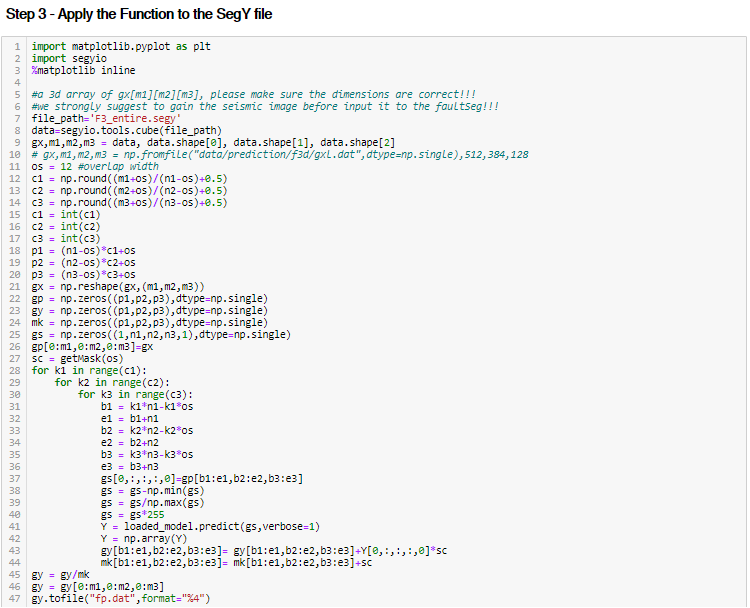 Step 3 - Apply the Function to the SegY file
1 import matplotlib.pyplot as plt
2 import segyio
3 %matplotlib inline
4
5 #a 3d array of gx[m1][m2][m3], please make sure the dimensions are correct!!!
6 #we strongly suggest to gain the seismic image before input it to the faultSeg!!!
7 file_path='F3_entire.segy'
8 data=segyio.tools.cube(file_path)
9 gx,m1,m2,m3 = data, data.shape[0], data.shape[1], data.shape[2]
10 # gx,m1,m2,m3 = np.fromfile("data/prediction/f3d/gxl.dat",dtype=np.single),512,384,128
11 os = 12 #overlap width
12 c1 = np.round((m1+os)/(n1-os)+0.5)
13 c2 = np.round((m2+os)/(n2-os)+0.5)
14 c3 = np.round((m3+os)/(n3-os)+0.5)
15 c1 = int(c1)
16 c2 = int(c2)
17 c3 = int(c3)
18 p1 = (n1-os)*c1+os
19 p2 = (n2-os)*c2+os
20 p3 = (n3-os)*c3+os
21 gx = np.reshape(gx,(m1,m2,m3))
22 gp = np.zeros((p1,p2,p3),dtype=np.single)
23 gy = np.zeros((p1,p2,p3),dtype=np.single)
24 mk = np.zeros((p1,p2,p3),dtype=np.single)
25 gs = np.zeros((1,n1,n2,n3,1),dtype=np.single)
26 gp[0:m1,0:m2,0:m3]=gx
27 sc = getMask(os)
28 for k1 in range(c1):
29 for k2 in range(c2):
30 for k3 in range(c3):
31 b1 = k1*n1-k1*os
32 e1 = b1+n1
33 b2 = k2*n2-k2*os
34 e2 = b2+n2
35 b3 = k3*n3-k3*os
36 e3 = b3+n3
37 gs[0,:,:,:,0]=gp[b1:e1,b2:e2,b3:e3]
38 gs = gs-np.min(gs)
39 gs = gs/np.max(gs)
40 gs = gs*255
41 Y = loaded_model.predict(gs,verbose=1)
42 Y = np.array(Y)
43 gy[b1:e1,b2:e2,b3:e3]= gy[b1:e1,b2:e2,b3:e3]+Y[0,:,:,:,0]*sc
44 mk[b1:e1,b2:e2,b3:e3]= mk[b1:e1,b2:e2,b3:e3]+sc
45 gy = gy/mk
46 gy = gy[0:m1,0:m2,0:m3]
47 gy.tofile("fp.dat",format="%4")